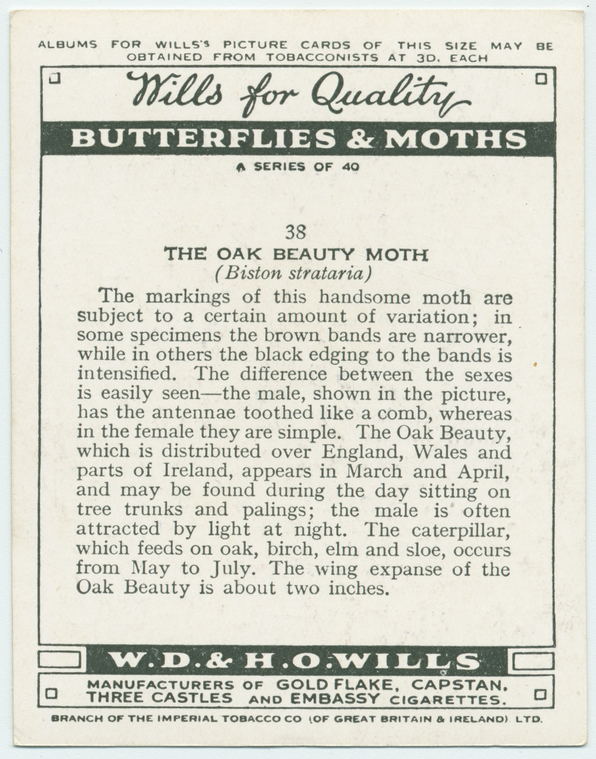 ALBUMS FOR WILLS'S PICTURE CARDS OF THIS SIZE MAY BE
OBTAINED FROM TOBACCONISTS AT 3D. EACH
Wills for Quality
BUTTERFLIES & MOTHS
A SERIES OF 40
38
THE OAK BEAUTY MOTH
(Biston strataria)
The markings of this handsome moth are
subject to a certain amount of variation; in
some specimens the brown bands are narrower,
while in others the black edging to the bands is
intensified. The difference between the sexes
is easily seen—the male, shown in the picture,
has the antennae toothed like a comb, whereas
in the female they are simple. The Oak Beauty,
which is distributed over England, Wales and
parts of Ireland, appears in March and April,
and may be found during the day sitting on
tree trunks and palings; the male is often
attracted by light at night. The caterpillar,
which feeds on oak, birch, elm and sloe, occurs
from May to July. The wing expanse of the
Oak Beauty is about two inches.
W.D. & H.O. WILLS
MANUFACTURERS OF GOLD FLAKE, CAPSTAN,
THREE CASTLES AND EMBASSY CIGARETTES.
BRANCH OF THE IMPERIAL TOBACCO CO (OF GREAT BRITAIN & IRELAND) LTD.